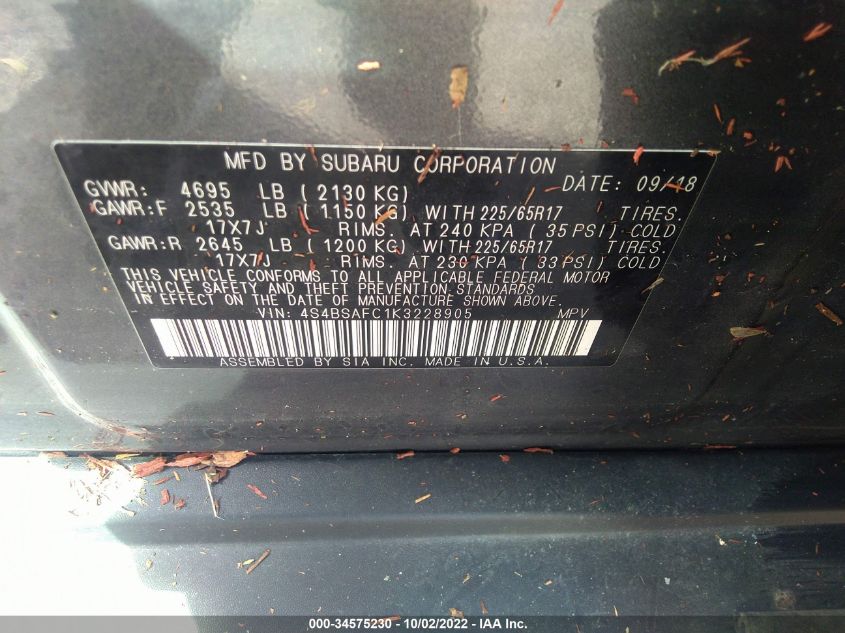 MFD BY SUBARU CORPORATION
GVWR: 4695 LB ( 2130 KG) DATE: 09/18
GAWR:F 2535 LB ( 1150 KG) WITH 225/65R17 TIRES.
17X7J RIMS. AT 240 KPA ( 35 PSI) COLD
GAWR:R 2645 LB ( 1200 KG) WITH 225/65R17 TIRES.
17X7J RIMS. AT 230 KPA ( 33 PSI) COLD
THIS VEHICLE CONFORMS TO ALL APPLICABLE FEDERAL MOTOR
VEHICLE SAFETY AND THEFT PREVENTION STANDARDS
IN EFFECT ON THE DATE OF MANUFACTURE SHOWN ABOVE.
VIN: 4S4BSAFC1K3228905 MPV
ASSEMBLED BY SIA INC. MADE IN U.S.A.
000-34575230 - 10/02/2022 - IAA Inc.